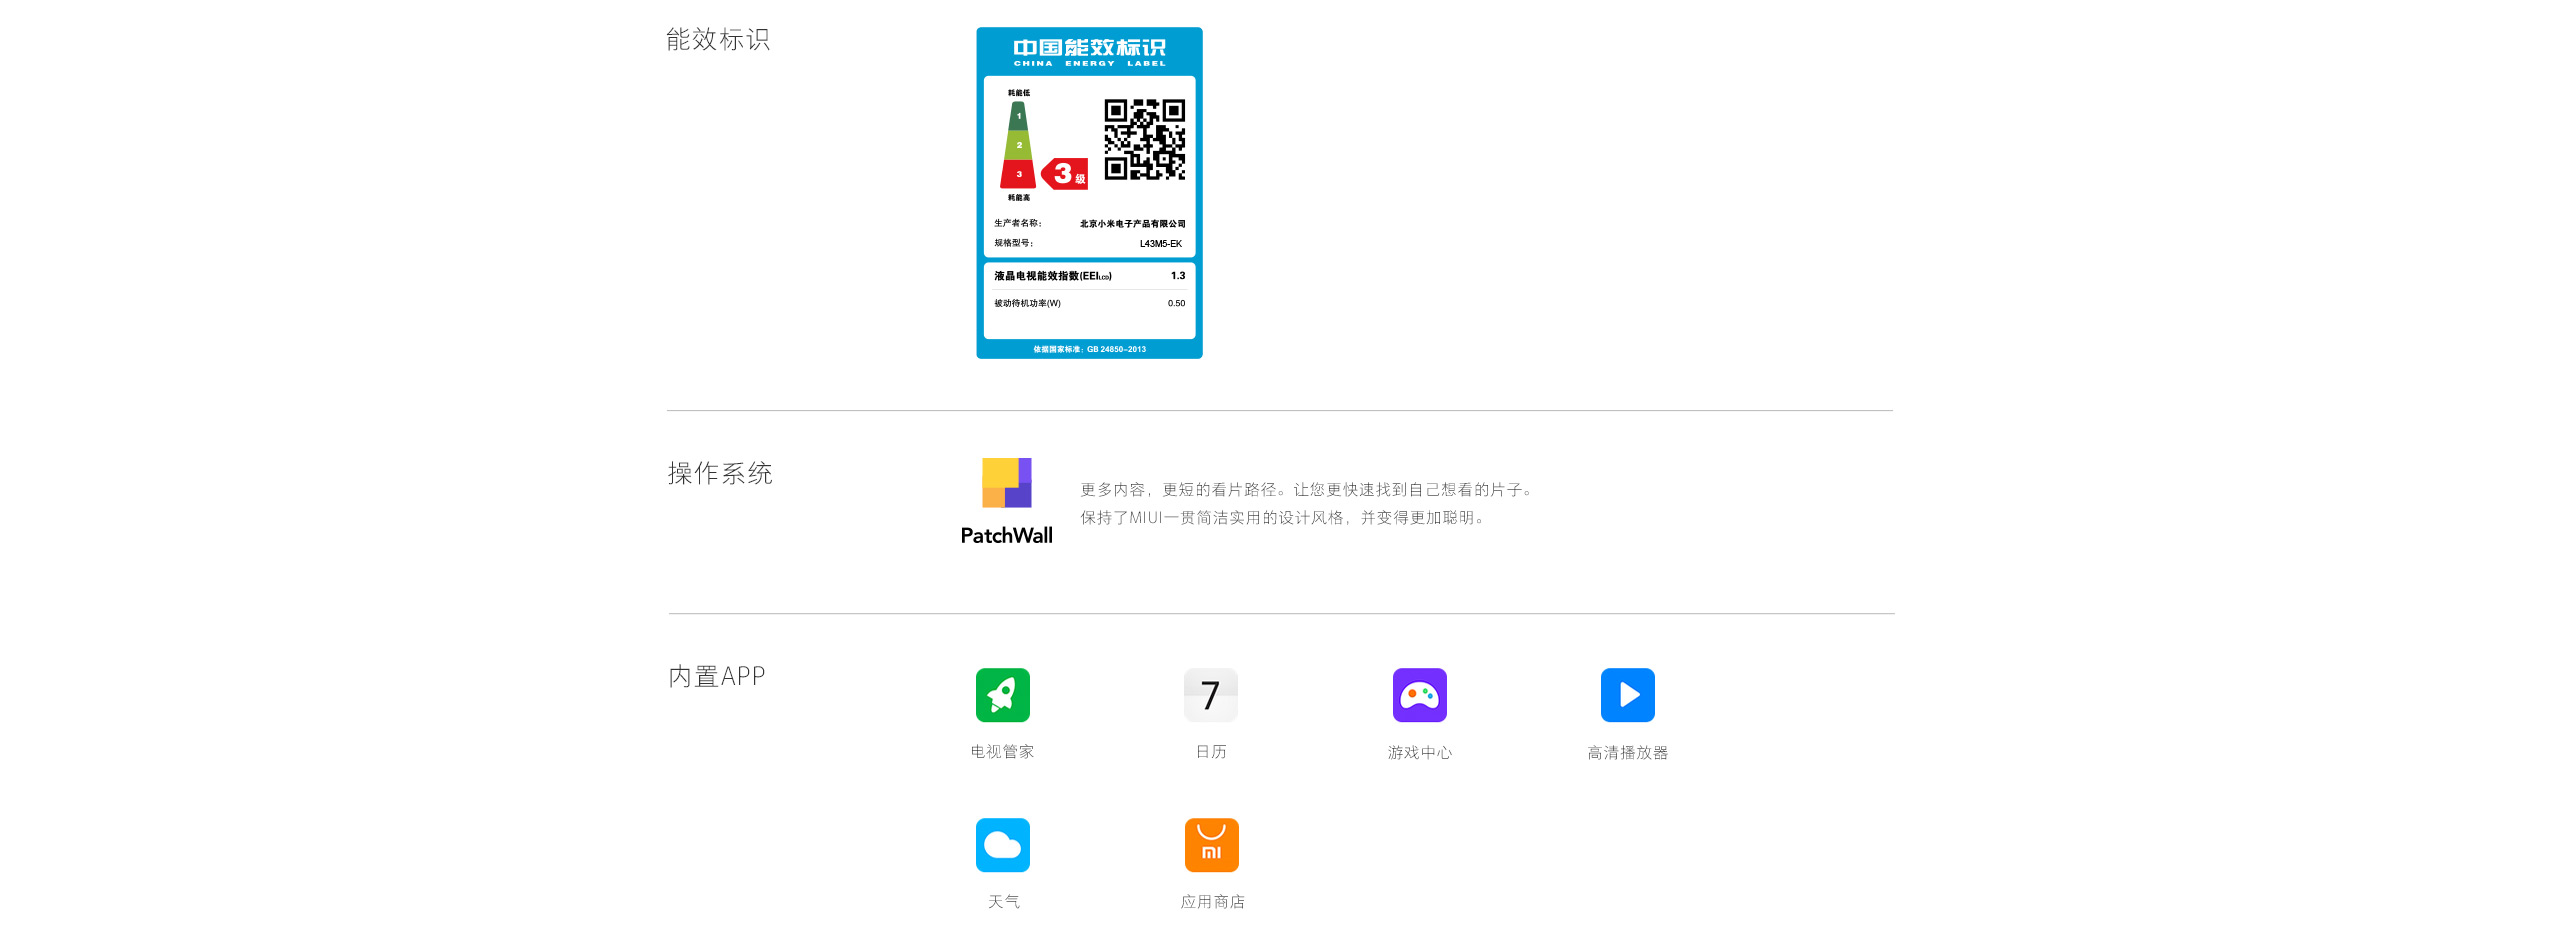 能效标识
中国能效标识
CHINA ENERGY LABEL
耗能低
1
2
3
3级
耗能高
生产者名称： 北京小米电子产品有限公司
规格型号： L43M5-EK
液晶电视能效指数(EEILCD) 1.3
被动待机功率(W) 0.50
依据国家标准：GB 24850-2013
操作系统
PatchWall
更多内容，更短的看片路径。让您更快速找到自己想看的片子。
保持了MIUI一贯简洁实用的设计风格，并变得更加聪明。
内置APP
7
电视管家 日历 游戏中心 高清播放器
mi
天气 应用商店